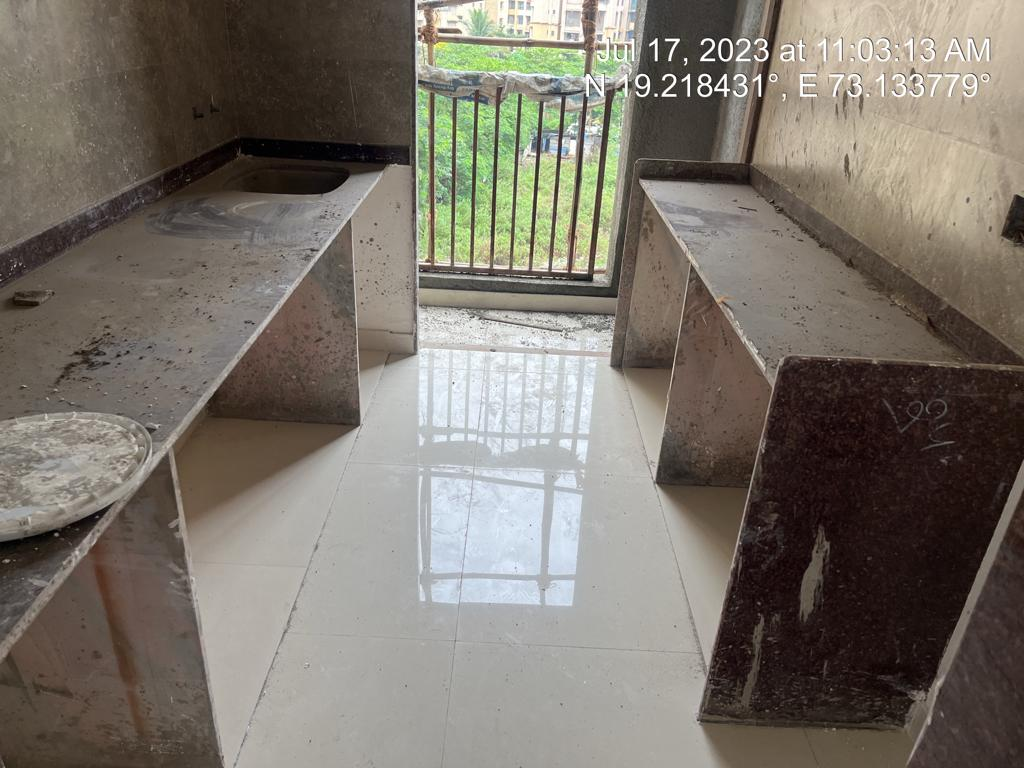 Jul 17, 2023 at 11:03:13 AM
N 19.218431°, E 73.133779°